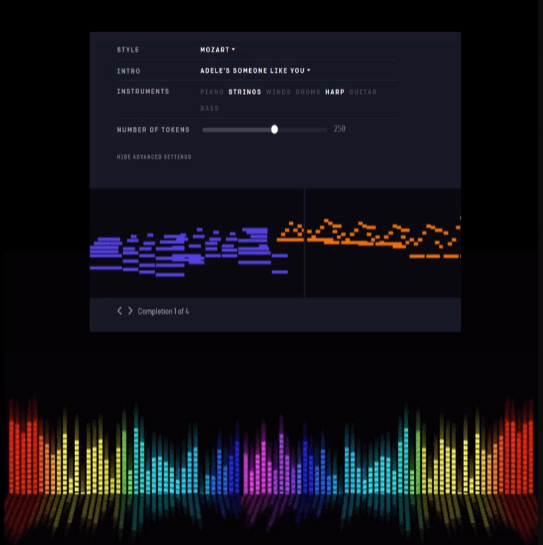 STYLE MOZART
INTRO ADELE'S SOMEONE LIKE YOU
INSTRUMENTS PIANO STRINGS WINDS DRUMS HARP GUITAR
BASS
NUMBER OF TOKENS 250
HIDE ADVANCED SETTINGS
Completion 1 of 4